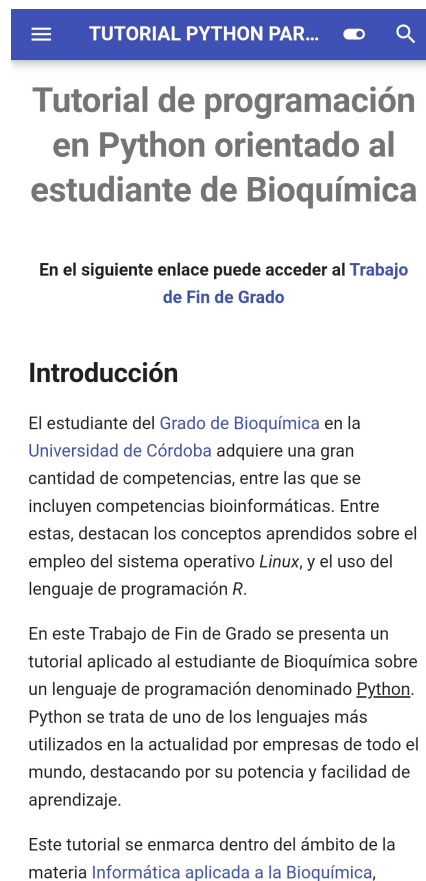 TUTORIAL PYTHON PAR...
Tutorial de programación
en Python orientado al
estudiante de Bioquímica
En el siguiente enlace puede acceder al Trabajo
de Fin de Grado
Introducción
El estudiante del Grado de Bioquímica en la
Universidad de Córdoba adquiere una gran
cantidad de competencias, entre las que se
incluyen competencias bioinformáticas. Entre
estas, destacan los conceptos aprendidos sobre el
empleo del sistema operativo Linux, y el uso del
lenguaje de programación R.
En este Trabajo de Fin de Grado se presenta un
tutorial aplicado al estudiante de Bioquímica sobre
un lenguaje de programación denominado Python.
Python se trata de uno de los lenguajes más
utilizados en la actualidad por empresas de todo el
mundo, destacando por su potencia y facilidad de
aprendizaje.
Este tutorial se enmarca dentro del ámbito de la
materia Informática aplicada a la Bioquímica,